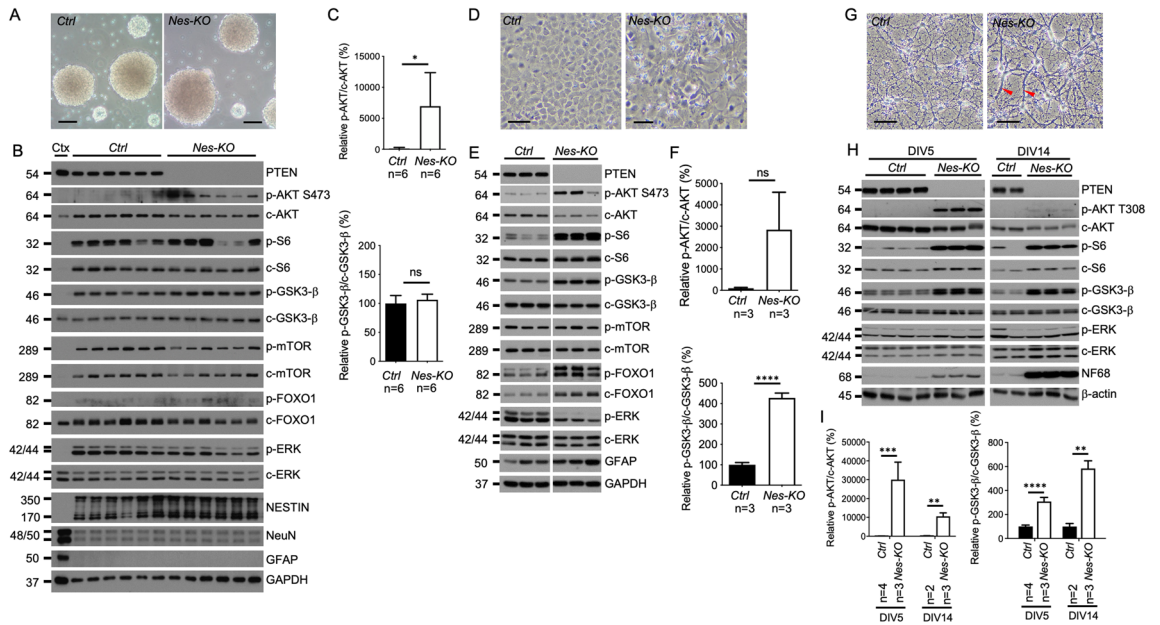 A
Ctrl
Nes-KO
B
Ctx
Ctrl
Nes-KO
54
PTEN
64
p-AKT S473
64
c-AKT
32
p-S6
32
c-S6
46
p-GSK3-β
46
c-GSK3-β
289
p-mTOR
289
c-mTOR
82
p-FOXO1
82
c-FOXO1
42/44
p-ERK
42/44
c-ERK
350
170
NESTIN
48/50
NeuN
50
GFAP
37
GAPDH
C
Relative p-AKT/c-AKT (%)
15000
10000
5000
0
*
Ctrl
Nes-KO
n=6
n=6
Relative p-GSK3-β/c-GSK3-β (%)
200
150
100
50
0
ns
Ctrl
Nes-KO
n=6
n=6
D
Ctrl
Nes-KO
E
Ctrl
Nes-KO
54
PTEN
64
p-AKT S473
64
c-AKT
32
p-S6
32
c-S6
46
p-GSK3-β
46
c-GSK3-β
289
p-mTOR
289
c-mTOR
82
p-FOXO1
82
c-FOXO1
42/44
p-ERK
42/44
c-ERK
50
GFAP
37
GAPDH
F
Relative p-AKT/c-AKT (%)
5000
4000
3000
2000
1000
0
ns
Ctrl
Nes-KO
n=3
n=3
Relative p-GSK3-β/c-GSK3-β (%)
500
400
300
200
100
0
****
Ctrl
Nes-KO
n=3
n=3
G
Ctrl
Nes-KO
H
DIV5
DIV14
Ctrl
Nes-KO
Ctrl
Nes-KO
54
PTEN
64
p-AKT T308
64
c-AKT
32
p-S6
32
c-S6
46
p-GSK3-β
46
c-GSK3-β
42/44
p-ERK
42/44
c-ERK
68
NF68
45
β-actin
I
Relative p-AKT/c-AKT (%)
50000
40000
30000
20000
10000
0
***
**
Ctrl
Nes-KO
Ctrl
Nes-KO
n=4
n=3
n=2
n=3
DIV5
DIV14
Relative p-GSK3-β/c-GSK3-β (%)
800
600
400
200
0
****
**
Ctrl
Nes-KO
Ctrl
Nes-KO
n=4
n=3
n=2
n=3
DIV5
DIV14